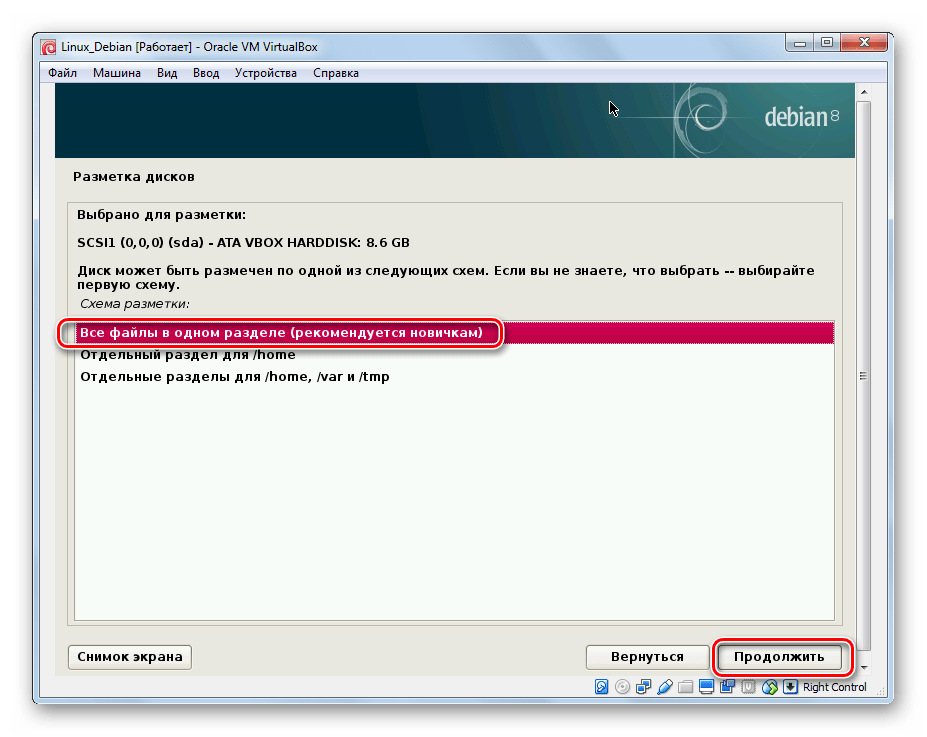 Linux_Debian [Работает] - Oracle VM VirtualBox
Файл Машина Вид Ввод Устройства Справка
debian 8
Разметка дисков
Выбрано для разметки:
SCSI1 (0,0,0) (sda) - ATA VBOX HARDDISK: 8.6 GB
Диск может быть размечен по одной из следующих схем. Если вы не знаете, что выбрать -- выбирайте
первую схему.
Схема разметки:
Все файлы в одном разделе (рекомендуется новичкам)
Отдельный раздел для /home
Отдельные разделы для /home, /var и /tmp
Снимок экрана Вернуться Продолжить
Right Control